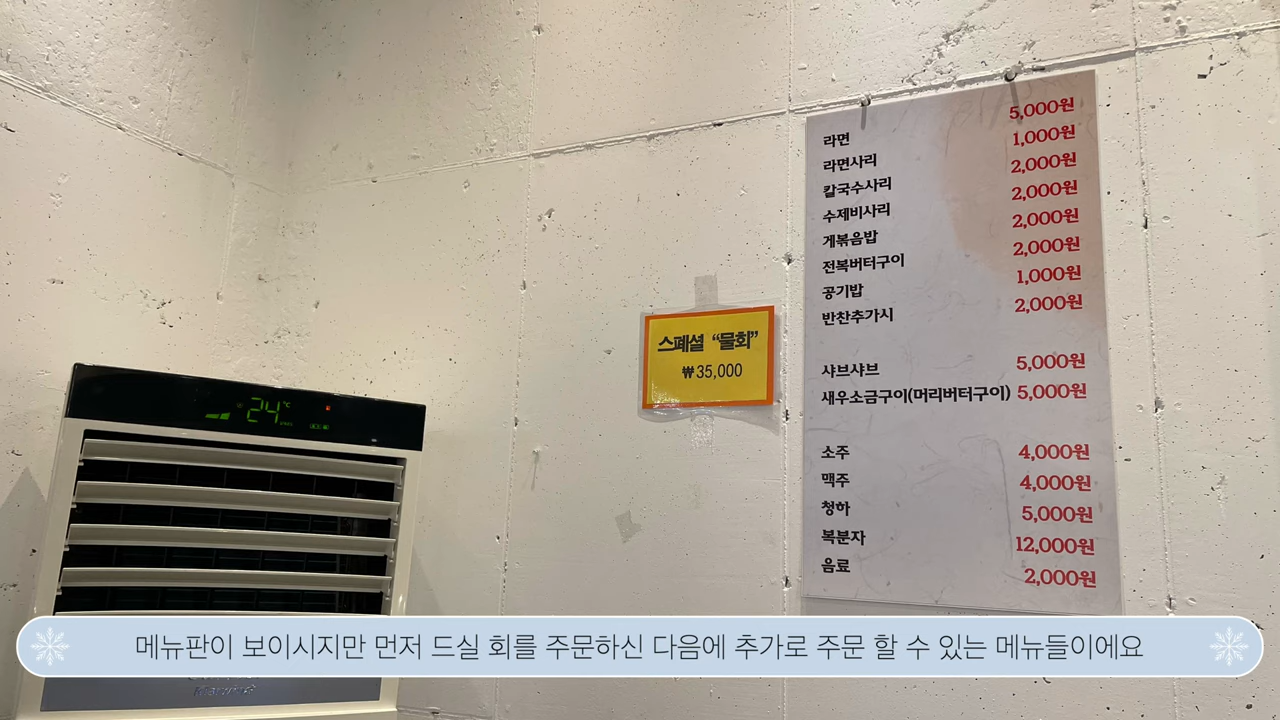 라면 5,000원
라면사리 1,000원
칼국수사리 2,000원
수제비사리 2,000원
게볶음밥 2,000원
전복버터구이 2,000원
공기밥 1,000원
반찬추가시 2,000원
샤브샤브 5,000원
새우소금구이(머리버터구이) 5,000원
소주 4,000원
맥주 4,000원
청하 5,000원
복분자 12,000원
음료 2,000원
스폐셜 “물회”
₩35,000
24℃
메뉴판이 보이시지만 먼저 드실 회를 주문하신 다음에 추가로 주문 할 수 있는 메뉴들이에요